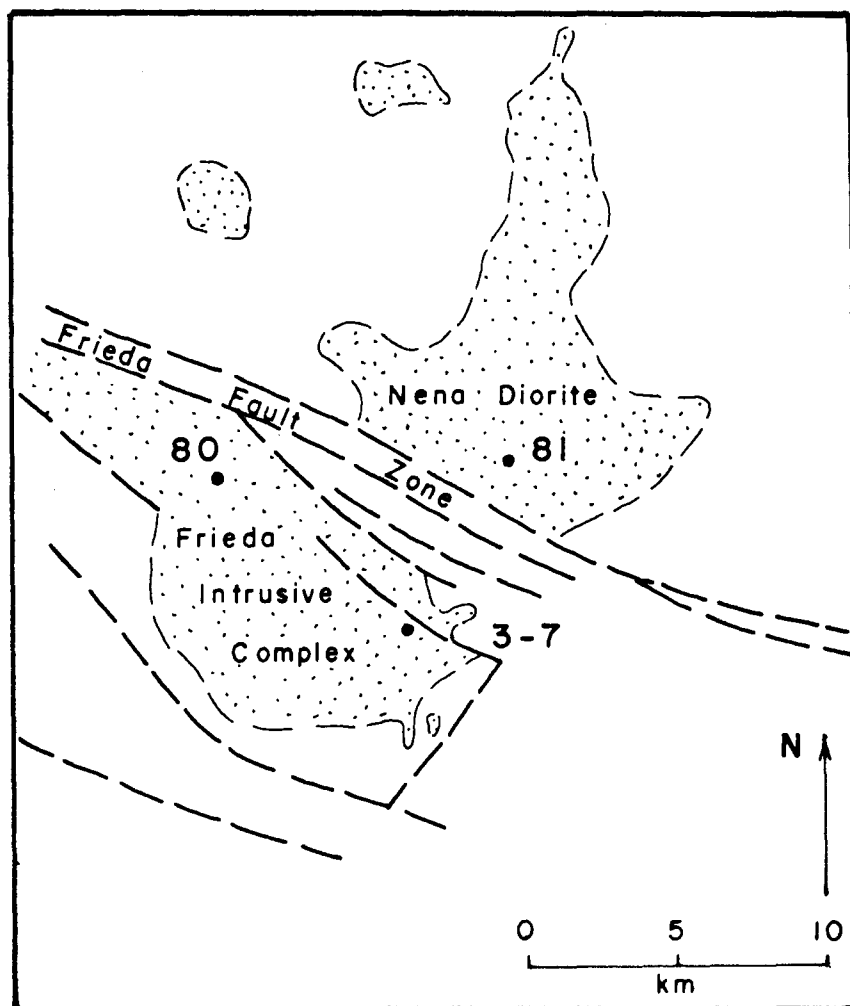 Frieda Fault Zone
Nena Diorite
81
80
Frieda
Intrusive
Complex
3-7
N
0 5 10
km